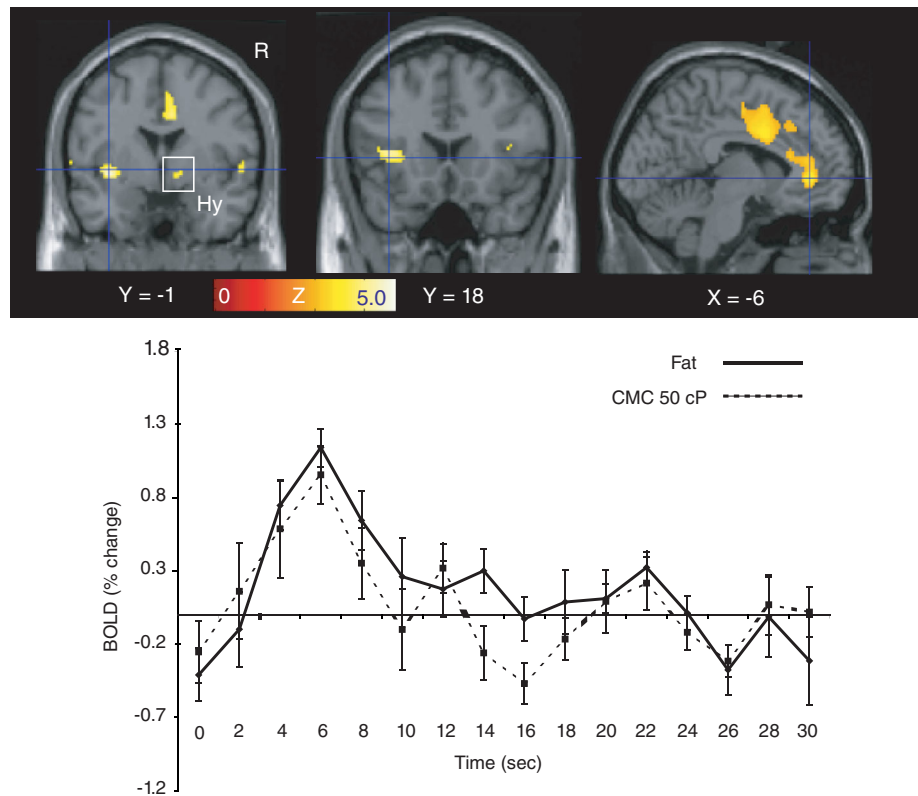 R
Hy
Y = -1
0 Z 5.0
Y = 18
X = -6
1.8
1.3
0.8
0.3
-0.2
-0.7
-1.2
BOLD (% change)
Fat
CMC 50 cP
0 2 4 6 8 10 12 14 16 18 20 22 24 26 28 30
Time (sec)